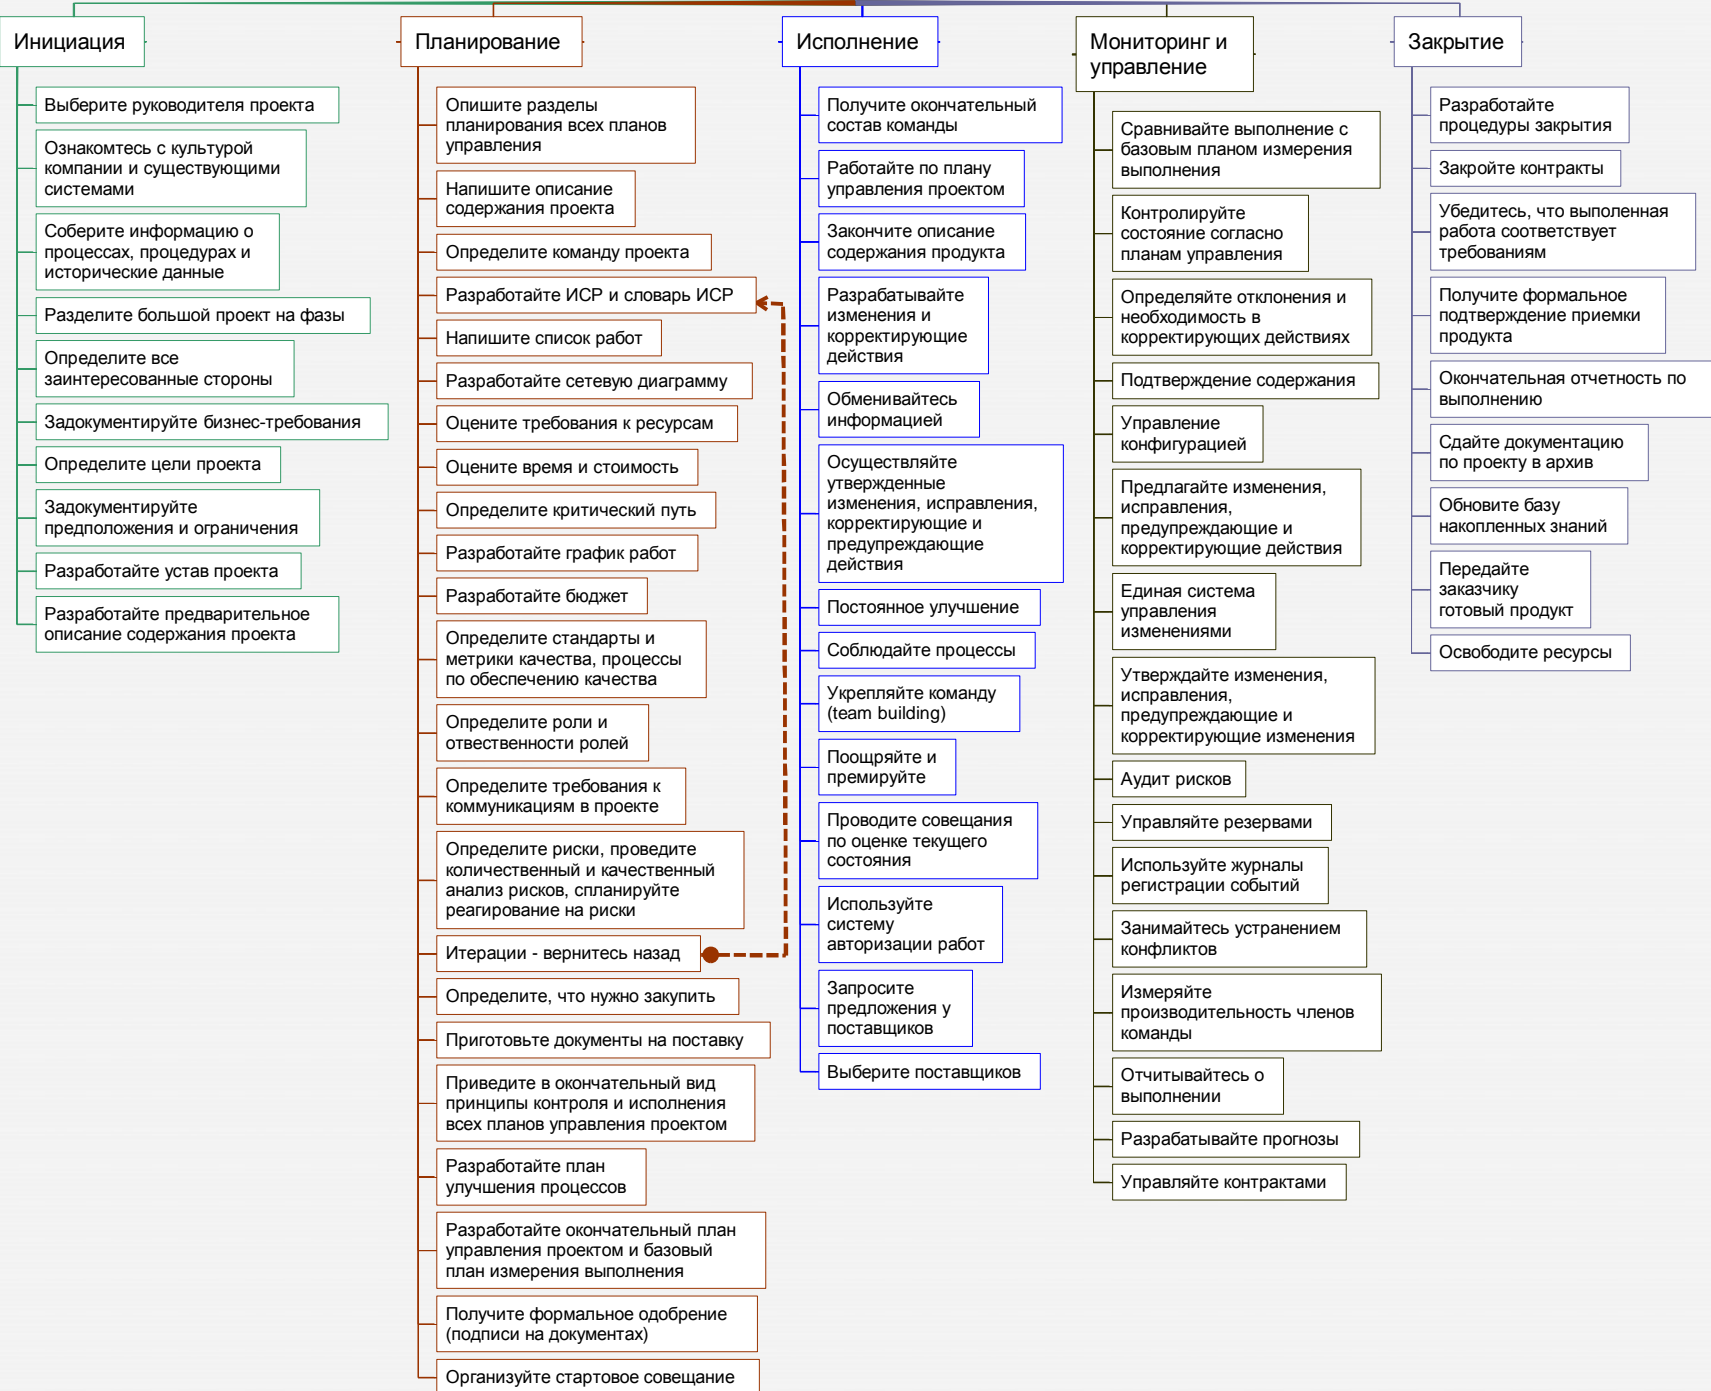 Инициация
Выберите руководителя проекта
Ознакомтесь с культурой
компании и существующими
системами
Соберите информацию о
процессах, процедурах и
исторические данные
Разделите большой проект на фазы
Определите все
заинтересованные стороны
Задокументируйте бизнес-требования
Определите цели проекта
Задокументируйте
предположения и ограничения
Разработайте устав проекта
Разработайте предварительное
описание содержания проекта
Планирование
Опишите разделы
планирования всех планов
управления
Напишите описание
содержания проекта
Определите команду проекта
Разработайте ИСР и словарь ИСР
Напишите список работ
Разработайте сетевую диаграмму
Оцените требования к ресурсам
Оцените время и стоимость
Определите критический путь
Разработайте график работ
Разработайте бюджет
Определите стандарты и
метрики качества, процессы
по обеспечению качества
Определите роли и
отвественности ролей
Определите требования к
коммуникациям в проекте
Определите риски, проведите
количественный и качественный
анализ рисков, спланируйте
реагирование на риски
Итерации - вернитесь назад
Определите, что нужно закупить
Приготовьте документы на поставку
Приведите в окончательный вид
принципы контроля и исполнения
всех планов управления проектом
Разработайте план
улучшения процессов
Разработайте окончательный план
управления проектом и базовый
план измерения выполнения
Получите формальное одобрение
(подписи на документах)
Организуйте стартовое совещание
Исполнение
Получите окончательный
состав команды
Работайте по плану
управления проектом
Закончите описание
содержания продукта
Разрабатывайте
изменения и
корректирующие
действия
Обменивайтесь
информацией
Осуществляйте
утвержденные
изменения, исправления,
корректирующие и
предупреждающие
действия
Постоянное улучшение
Соблюдайте процессы
Укрепляйте команду
(team building)
Поощряйте и
премируйте
Проводите совещания
по оценке текущего
состояния
Используйте
систему
авторизации работ
Запросите
предложения у
поставщиков
Выберите поставщиков
Мониторинг и
управление
Сравнивайте выполнение с
базовым планом измерения
выполнения
Контролируйте
состояние согласно
планам управления
Определяйте отклонения и
необходимость в
корректирующих действиях
Подтверждение содержания
Управление
конфигурацией
Предлагайте изменения,
исправления,
предупреждающие и
корректирующие действия
Единая система
управления
изменениями
Утверждайте изменения,
исправления,
предупреждающие и
корректирующие изменения
Аудит рисков
Управляйте резервами
Используйте журналы
регистрации событий
Занимайтесь устранением
конфликтов
Измеряйте
производительность членов
команды
Отчитывайтесь о
выполнении
Разрабатывайте прогнозы
Управляйте контрактами
Закрытие
Разработайте
процедуры закрытия
Закройте контракты
Убедитесь, что выполенная
работа соответствует
требованиям
Получите формальное
подтверждение приемки
продукта
Окончательная отчетность по
выполнению
Сдайте документацию
по проекту в архив
Обновите базу
накопленных знаний
Передайте
заказчику
готовый продукт
Освободите ресурсы